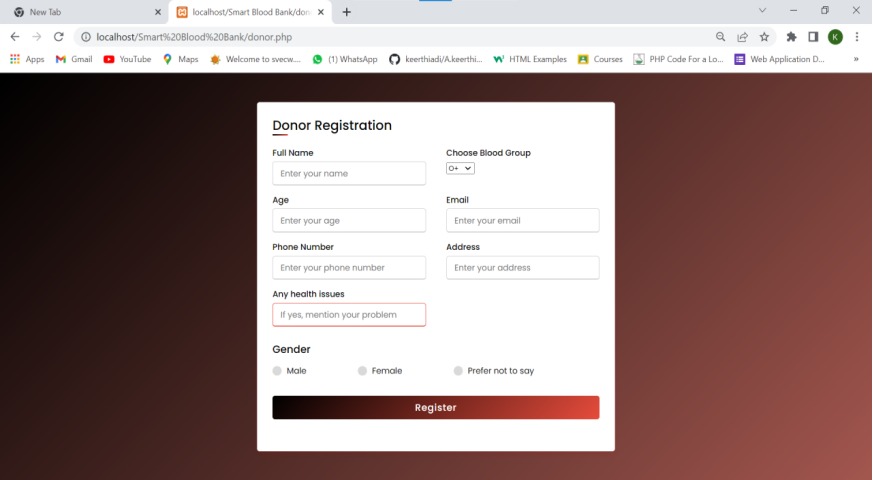 New Tab
localhost/Smart Blood Bank/don
localhost/Smart%20Blood%20Bank/donor.php
K
Apps
Gmail
YouTube
Maps
Welcome to svecw....
(1) WhatsApp
keerthiadi/A.keerthi...
HTML Examples
Courses
PHP Code For a Lo...
Web Application D...
»
Donor Registration
Full Name
Choose Blood Group
Enter your name
O+
Age
Email
Enter your age
Enter your email
Phone Number
Address
Enter your phone number
Enter your address
Any health issues
If yes, mention your problem
Gender
Male
Female
Prefer not to say
Register